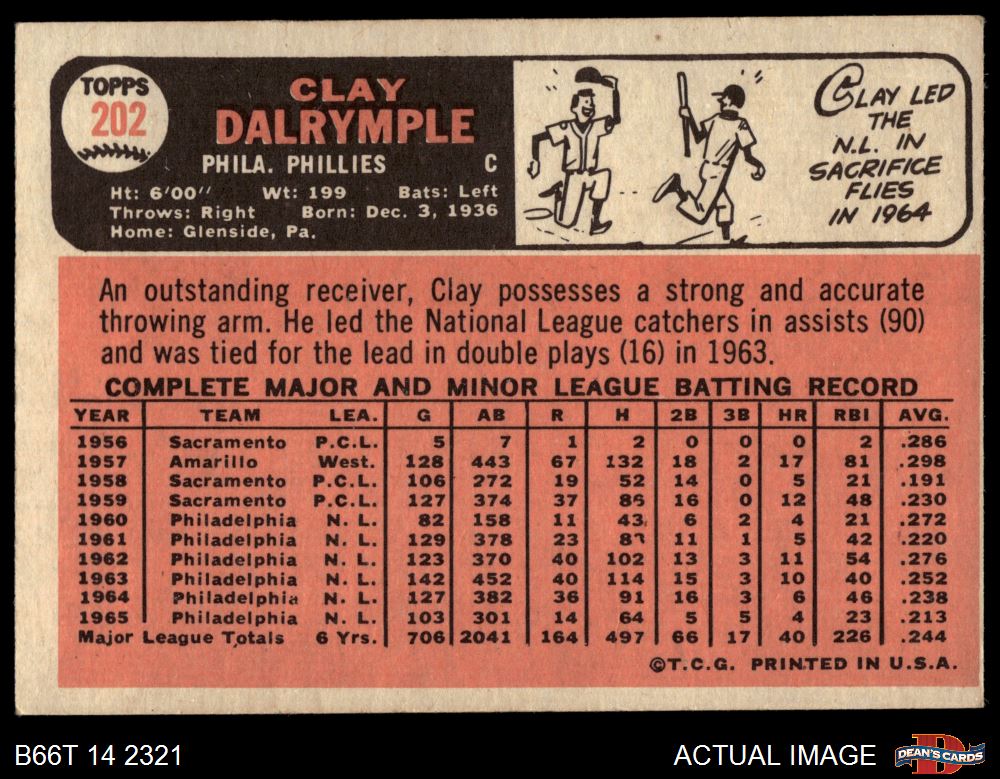 TOPPS
202
CLAY
DALRYMPLE
PHILA. PHILLIES C
Ht: 6'00" Wt: 199 Bats: Left
Throws: Right Born: Dec. 3, 1936
Home: Glenside, Pa.
CLAY LED
THE
N.L. IN
SACRIFICE
FLIES
IN 1964
An outstanding receiver, Clay possesses a strong and accurate
throwing arm. He led the National League catchers in assists (90)
and was tied for the lead in double plays (16) in 1963.
COMPLETE MAJOR AND MINOR LEAGUE BATTING RECORD
YEAR TEAM LEA. G AB R H 2B 3B HR RBI AVG.
1956 Sacramento P.C.L. 5 7 1 2 0 0 0 2 .286
1957 Amarillo West. 128 443 67 132 18 2 17 81 .298
1958 Sacramento P.C.L. 106 272 19 52 14 0 5 21 .191
1959 Sacramento P.C.L. 127 374 37 86 16 0 12 48 .230
1960 Philadelphia N. L. 82 158 11 43 6 2 4 21 .272
1961 Philadelphia N. L. 129 378 23 11 1 5 42 .220
1962 Philadelphia N. L. 123 370 40 102 13 3 11 54 .276
1963 Philadelphia N. L. 142 452 40 114 15 3 10 40 .252
1964 Philadelphia N. L. 127 382 36 91 16 3 6 46 .238
1965 Philadelphia N. L. 103 301 14 64 5 5 4 23 .213
Major League Totals 6 Yrs. 706 2041 164 497 66 17 40 226 .244
©T.C.G. PRINTED IN U.S.A.
B66T 14 2321 ACTUAL IMAGE DEAN'S CARDS